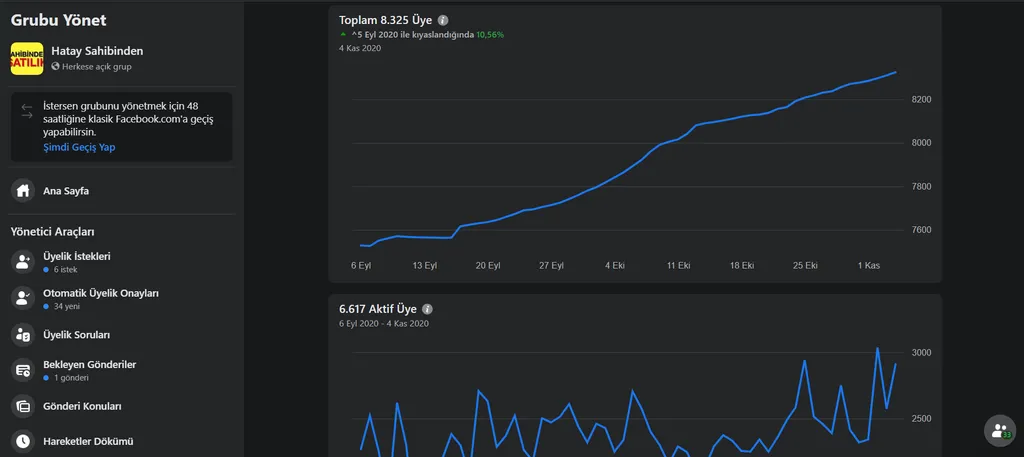 Grubu Yönet
AHİBİNDE
SATILIK
Hatay Sahibinden
Herkese açık grup
İstersen grubunu yönetmek için 48
saatliğine klasik Facebook.com'a geçiş
yapabilirsin.
Şimdi Geçiş Yap
Ana Sayfa
Yönetici Araçları
Üyelik İstekleri
6 istek
Otomatik Üyelik Onayları
34 yeni
Üyelik Soruları
Bekleyen Gönderiler
1 gönderi
Gönderi Konuları
Hareketler Dökümü
Toplam 8.325 Üye
^5 Eyl 2020 ile kıyaslandığında 10,56%
4 Kas 2020
8200
8000
7800
7600
6 Eyl 13 Eyl 20 Eyl 27 Eyl 4 Eki 11 Eki 18 Eki 25 Eki 1 Kas
6.617 Aktif Üye
6 Eyl 2020 - 4 Kas 2020
3000
2500
33